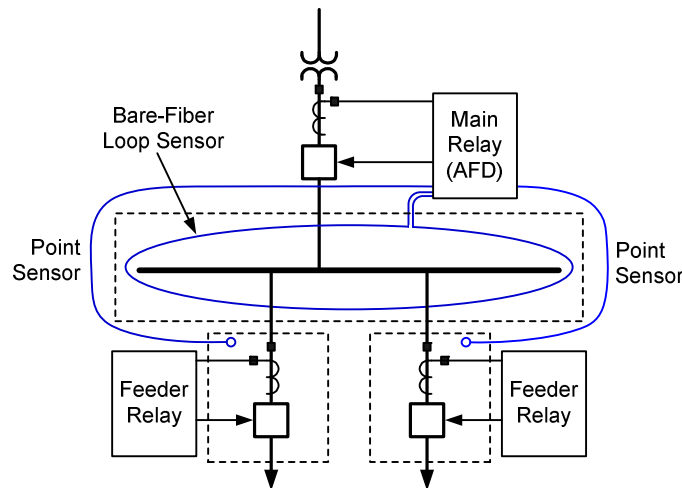 Bare-Fiber
Loop Sensor
Main
Relay
(AFD)
Point
Sensor
Point
Sensor
Feeder
Relay
Feeder
Relay